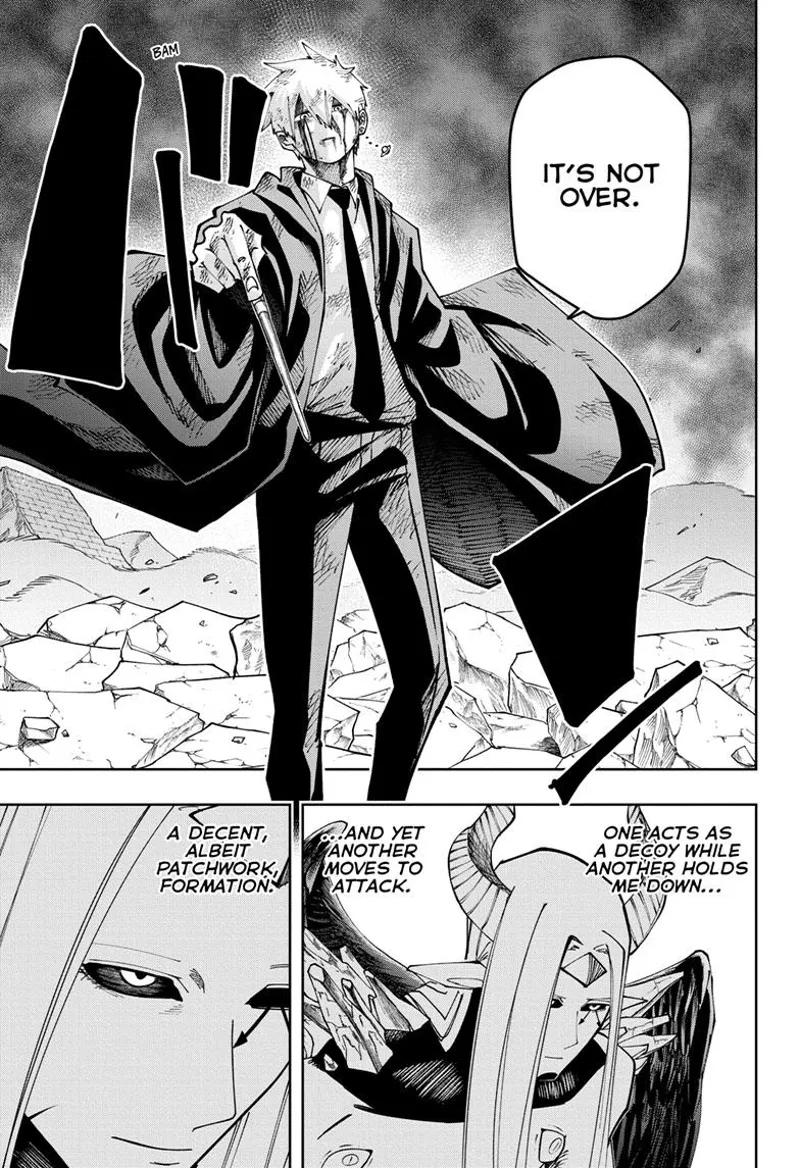 BAM
IT'S NOT
OVER.
ONE ACTS AS
A DECOY WHILE
ANOTHER HOLDS
ME DOWN...
...AND YET
ANOTHER
MOVES TO
ATTACK.
A DECENT,
ALBEIT
PATCHWORK,
FORMATION.